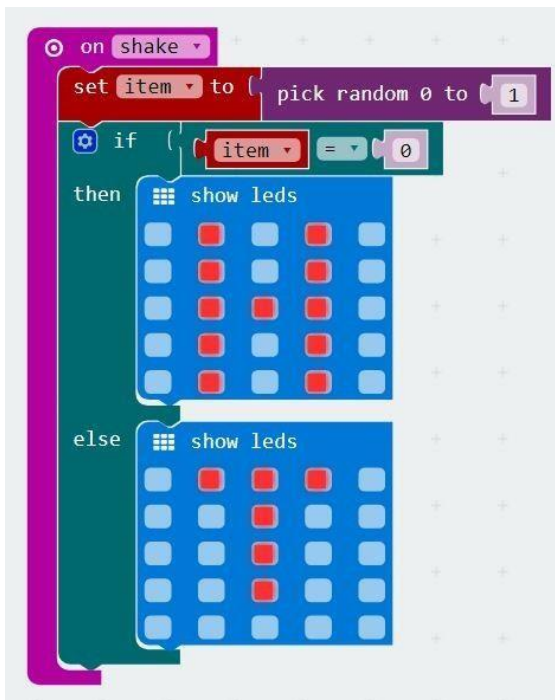 on shake
set item to pick random 0 to 1
if item = 0
then show leds
else show leds